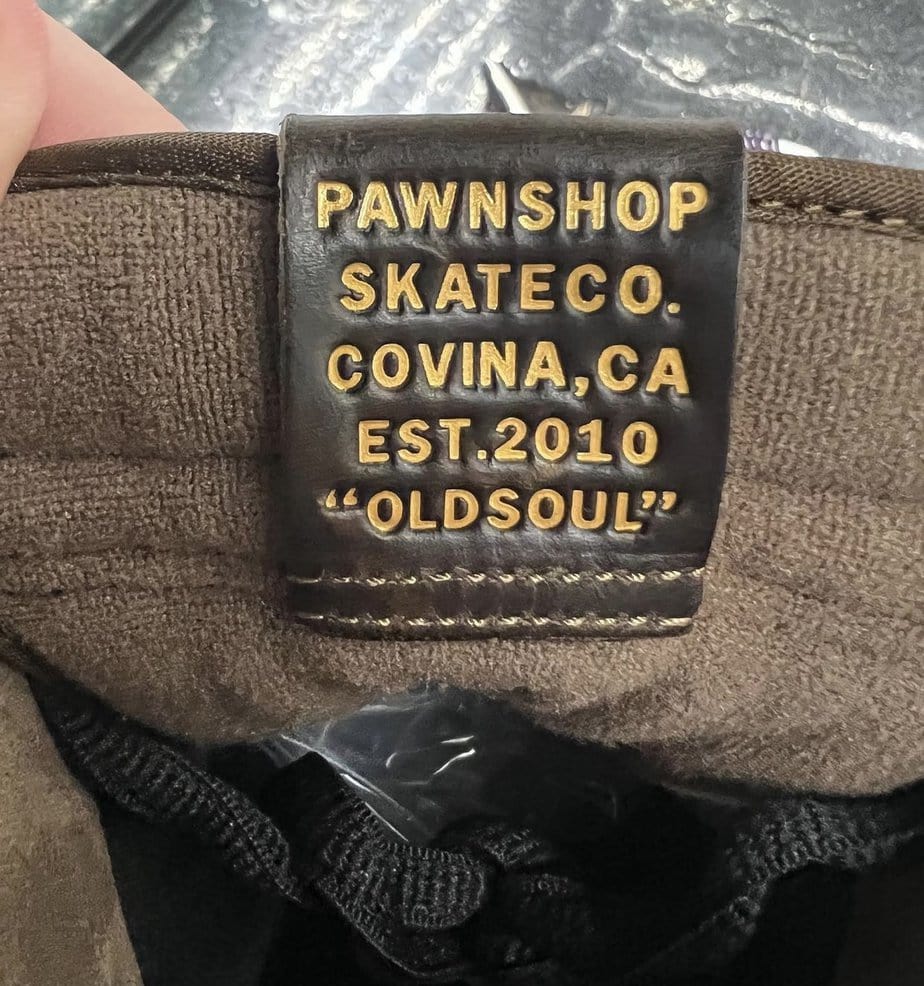 PAWNSHOP
SKATECO.
COVINA,CA
EST.2010
“OLDSOUL”